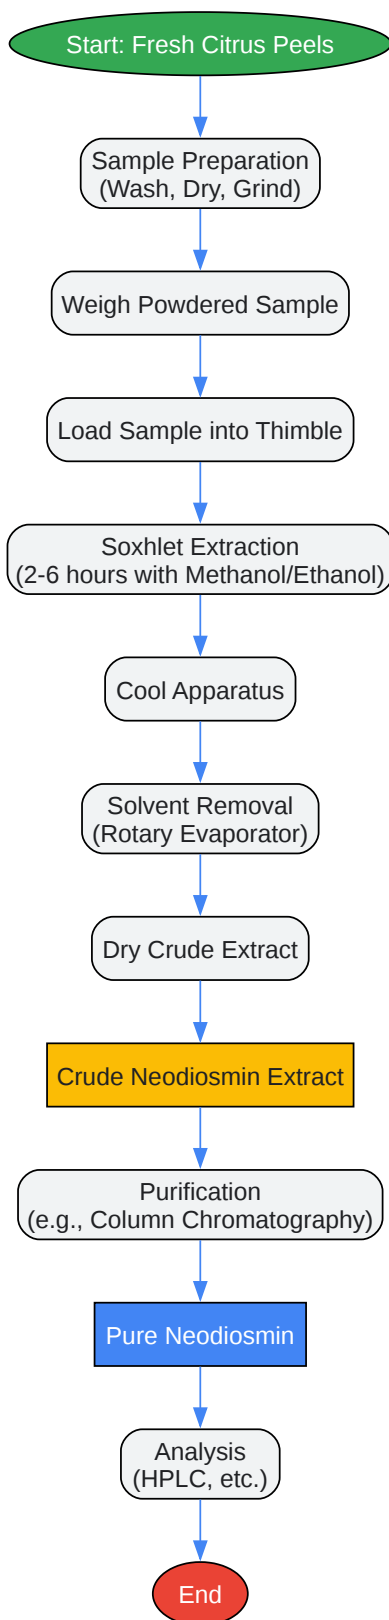 Start: Fresh Citrus Peels
Sample Preparation
(Wash, Dry, Grind)
Weigh Powdered Sample
Load Sample into Thimble
Soxhlet Extraction
(2-6 hours with Methanol/Ethanol)
Cool Apparatus
Solvent Removal
(Rotary Evaporator)
Dry Crude Extract
Crude Neodiosmin Extract
Purification
(e.g., Column Chromatography)
Pure Neodiosmin
Analysis
(HPLC, etc.)
End